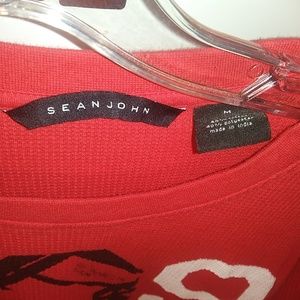 SEAN JOHN
M
40% polyester
made in India